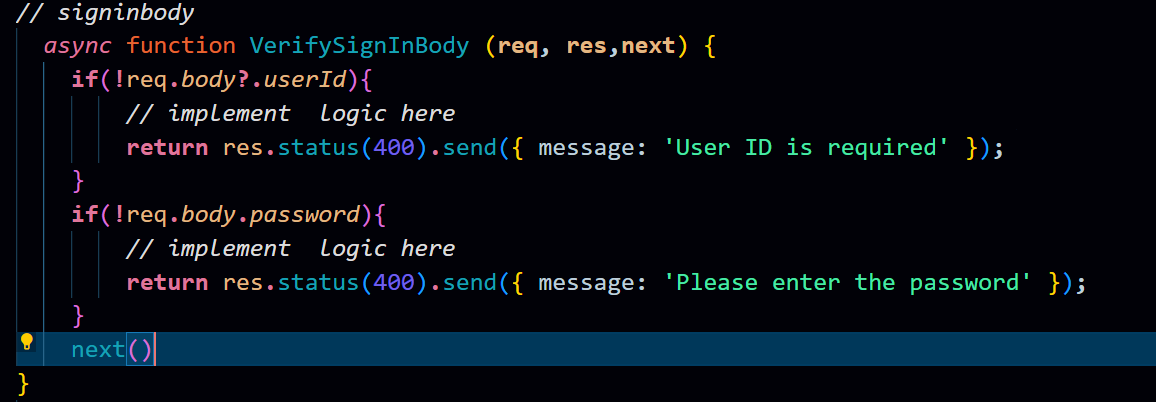 // signinbody
async function VerifySignInBody (req, res,next) {
if(!req.body?.userId){
// implement  logic here
return res.status(400).send({ message: 'User ID is required' });
}
if(!req.body.password){
// implement  logic here
return res.status(400).send({ message: 'Please enter the password' });
}
next()
}